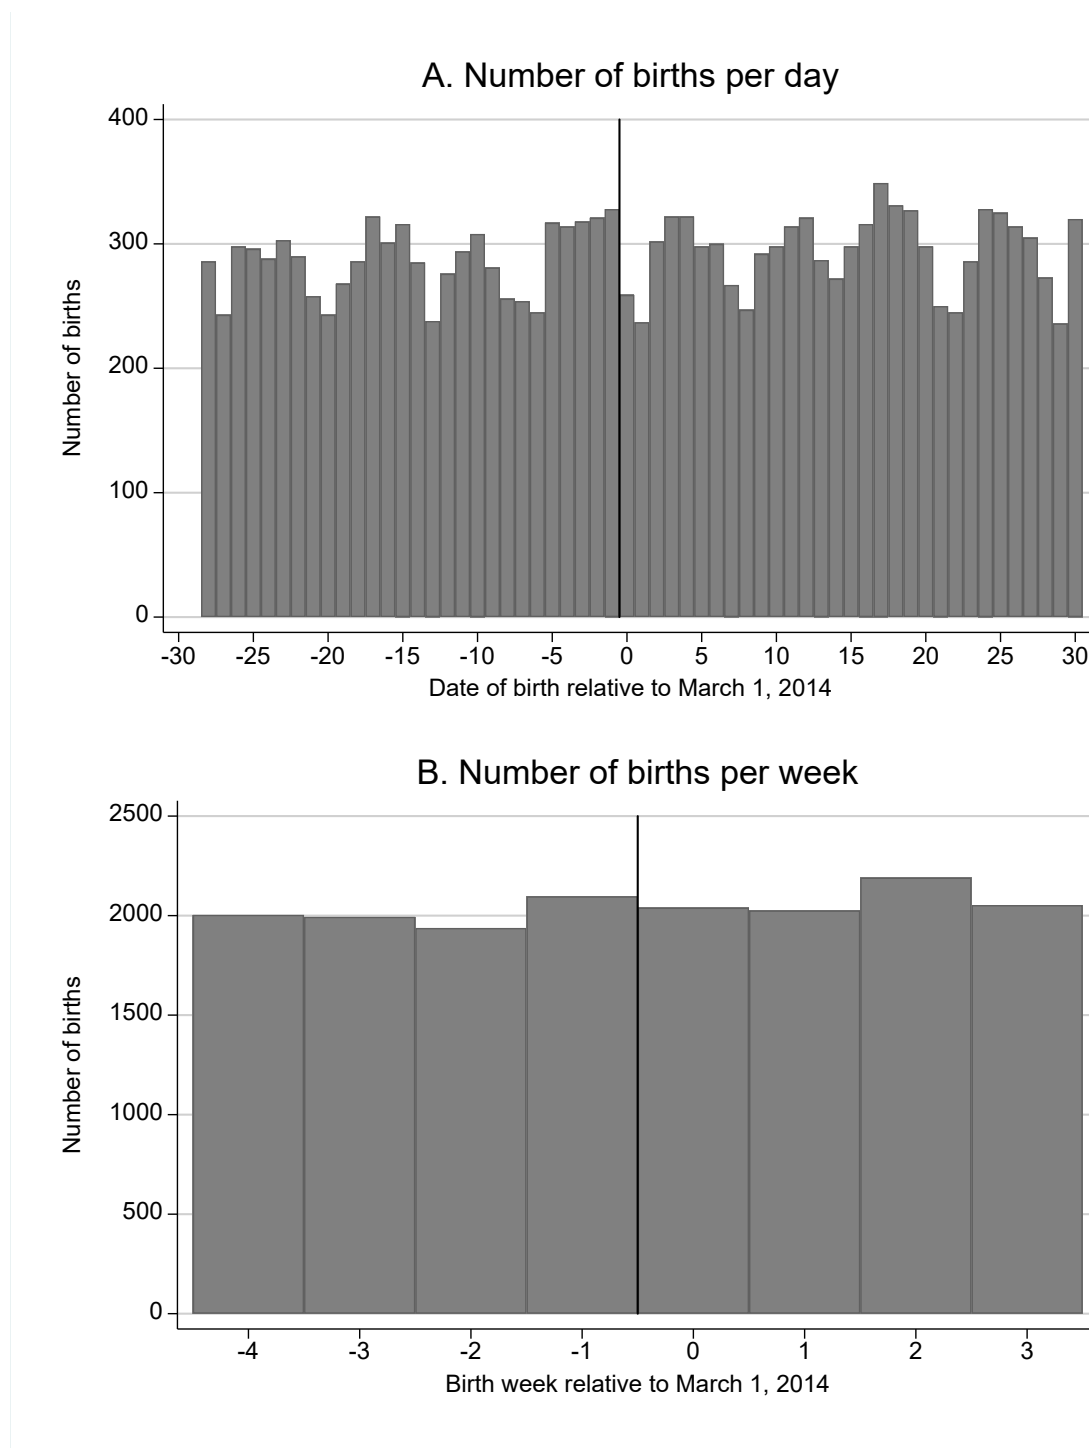 A. Number of births per day
400
300
200
100
0
Number of births
-30 -25 -20 -15 -10 -5 0 5 10 15 20 25 30
Date of birth relative to March 1, 2014
B. Number of births per week
2500
2000
1500
1000
500
0
Number of births
-4 -3 -2 -1 0 1 2 3
Birth week relative to March 1, 2014